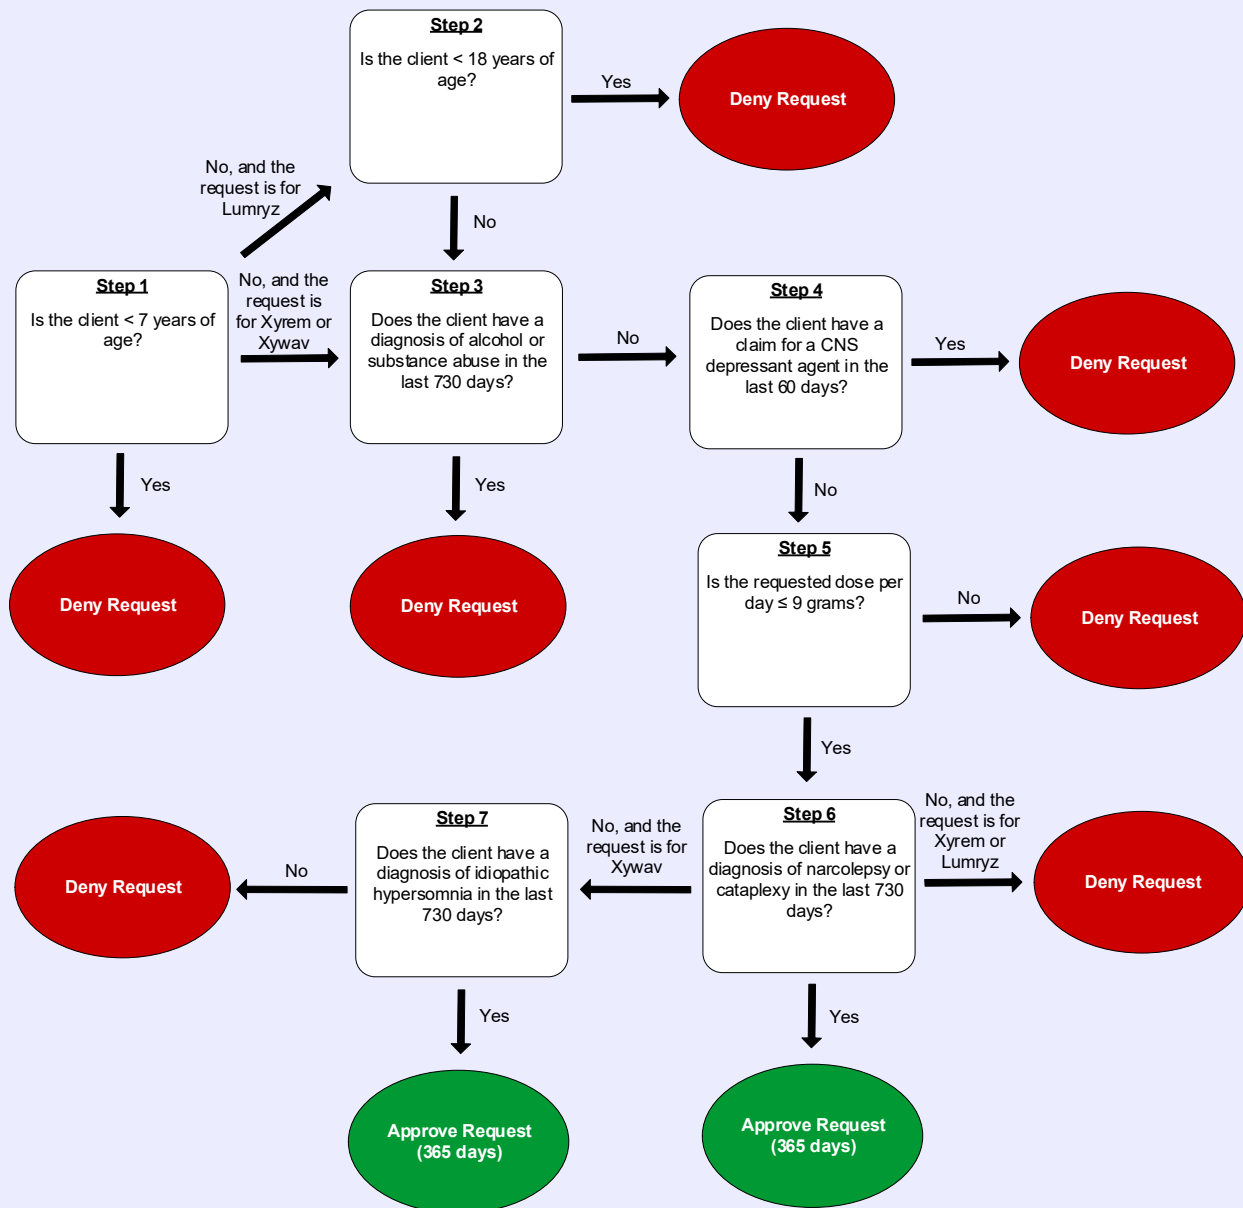 Step 2
Is the client < 18 years of
age?
Yes
Deny Request
No, and the
request is for
Lumryz
No
Step 1
Is the client < 7 years of
age?
No, and the
request is
for Xyrem or
Xywav
Step 3
Does the client have a
diagnosis of alcohol or
substance abuse in the
last 730 days?
No
Step 4
Does the client have a
claim for a CNS
depressant agent in the
last 60 days?
Yes
Deny Request
Yes
Deny Request
Yes
Deny Request
No
Step 5
Is the requested dose per
day ≤ 9 grams?
No
Deny Request
Yes
Step 6
Does the client have a
diagnosis of narcolepsy or
cataplexy in the last 730
days?
No, and the
request is for
Xyrem or
Lumryz
Deny Request
No, and the
request is for
Xywav
Step 7
Does the client have a
diagnosis of idiopathic
hypersomnia in the last
730 days?
No
Deny Request
Yes
Approve Request
(365 days)
Yes
Approve Request
(365 days)